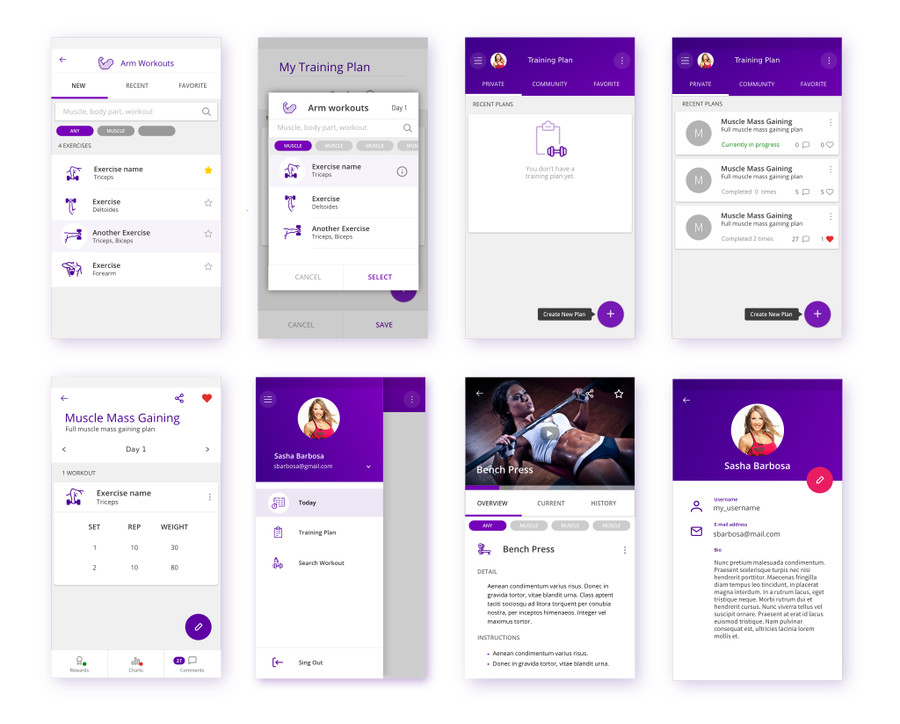 Arm Workouts
NEW RECENT FAVORITE
Muscle, body part, workout
ANY MUSCLE
4 EXERCISES
Exercise name
Triceps
Exercise
Deltoides
Another Exercise
Triceps, Biceps
Exercise
Forearm
My Training Plan
Arm workouts Day 1
Muscle, body part, workout
MUSCLE MUSCLE MUSCLE MUS
Exercise name
Triceps
Exercise
Deltoides
Another Exercise
Triceps, Biceps
CANCEL SELECT
CANCEL SAVE
Training Plan
PRIVATE COMMUNITY FAVORITE
RECENT PLANS
You don't have a
training plan yet.
Create New Plan
Training Plan
PRIVATE COMMUNITY FAVORITE
RECENT PLANS
M
Muscle Mass Gaining
Full muscle mass gaining plan
Currently in progress 0 0
M
Muscle Mass Gaining
Full muscle mass gaining plan
Completed 0 times 5 5
M
Muscle Mass Gaining
Full muscle mass gaining plan
Completed 2 times 27 1
Create New Plan
Muscle Mass Gaining
Full muscle mass gaining plan
Day 1
1 WORKOUT
Exercise name
Triceps
SET REP WEIGHT
1 10 30
2 10 80
27
Rewards Charts Comments
Sasha Barbosa
sbarbosa@gmail.com
Today
Training Plan
Search Workout
Sing Out
Bench Press
OVERVIEW CURRENT HISTORY
ANY MUSCLE MUSCLE MUSCLE
Bench Press
DETAIL
Aenean condimentum varius risus. Donec in
gravida tortor, vitae blandit urna. Class aptent
taciti sociosqu ad litora torquent per conubia
nostra, per inceptos himenaeos. Integer vel
maximus tortor.
INSTRUCTIONS
• Aenean condimentum varius risus.
• Donec in gravida tortor, vitae blandit urna.
Sasha Barbosa
Username
my_username
E-mail address
sbarbosa@mail.com
Bio
Nunc pretium malesuada condimentum.
Praesent scelerisque turpis nec nisi
hendrerit porttitor. Maecenas fringilla
diam tempus leo tincidunt, in placerat
magna interdum. In a rutrum lacus, eget
tristique neque. Morbi rutrum dui et
hendrerit cursus. Nunc viverra tellus vel
suscipit ornare. Praesent at erat id lacus
euismod tristique. Nam pulvinar
consequat est, ultricies lacinia lorem
mollis et.